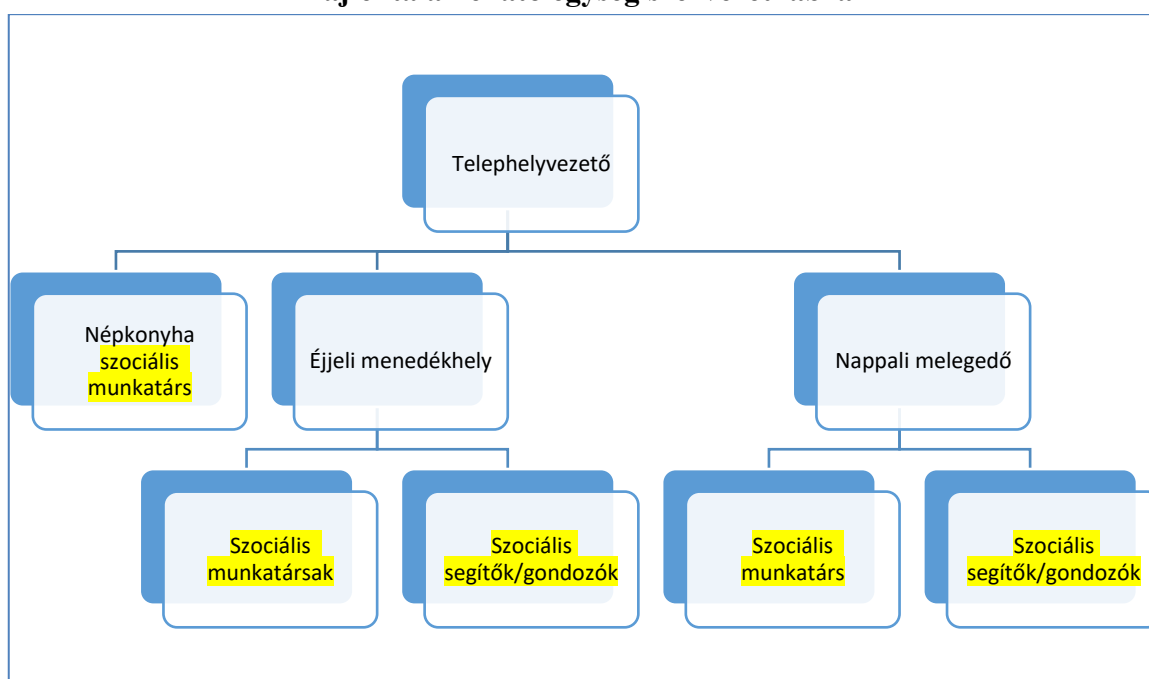 Telephelyvezető
Népkonyha
szociális
munkatárs
Éjjeli menedékhely
Nappali melegedő
Szociális
munkatársak
Szociális
segítők/gondozók
Szociális
munkatárs
Szociális
segítők/gondozók